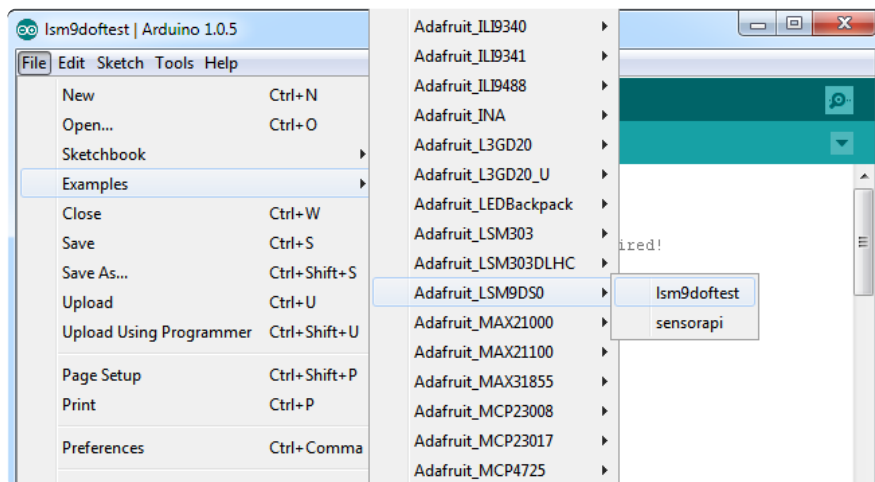 lsm9doftest | Arduino 1.0.5
File Edit Sketch Tools Help
New Ctrl+N
Open... Ctrl+O
Sketchbook
Examples
Close Ctrl+W
Save Ctrl+S
Save As... Ctrl+Shift+S
Upload Ctrl+U
Upload Using Programmer Ctrl+Shift+U
Page Setup Ctrl+Shift+P
Print Ctrl+P
Preferences Ctrl+Comma
Adafruit_ILI9340
Adafruit_ILI9341
Adafruit_ILI9488
Adafruit_INA
Adafruit_L3GD20
Adafruit_L3GD20_U
Adafruit_LEDBackpack
Adafruit_LSM303
Adafruit_LSM303DLHC
Adafruit_LSM9DS0
Adafruit_MAX21000
Adafruit_MAX21100
Adafruit_MAX31855
Adafruit_MCP23008
Adafruit_MCP23017
Adafruit_MCP4725
lsm9doftest
sensorapi
ired!